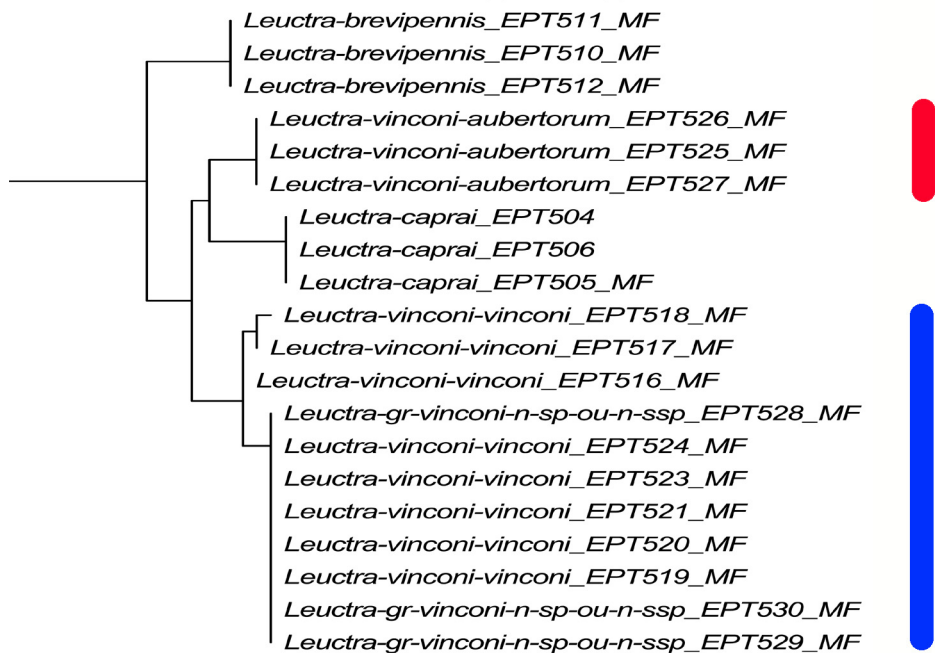 Leuctra-brevipennis_EPT511_MF
Leuctra-brevipennis_EPT510_MF
Leuctra-brevipennis_EPT512_MF
Leuctra-vinconi-aubertorum_EPT526_MF
Leuctra-vinconi-aubertorum_EPT525_MF
Leuctra-vinconi-aubertorum_EPT527_MF
Leuctra-caprai_EPT504
Leuctra-caprai_EPT506
Leuctra-caprai_EPT505_MF
Leuctra-vinconi-vinconi_EPT518_MF
Leuctra-vinconi-vinconi_EPT517_MF
Leuctra-vinconi-vinconi_EPT516_MF
Leuctra-gr-vinconi-n-sp-ou-n-ssp_EPT528_MF
Leuctra-vinconi-vinconi_EPT524_MF
Leuctra-vinconi-vinconi_EPT523_MF
Leuctra-vinconi-vinconi_EPT521_MF
Leuctra-vinconi-vinconi_EPT520_MF
Leuctra-vinconi-vinconi_EPT519_MF
Leuctra-gr-vinconi-n-sp-ou-n-ssp_EPT530_MF
Leuctra-gr-vinconi-n-sp-ou-n-ssp_EPT529_MF